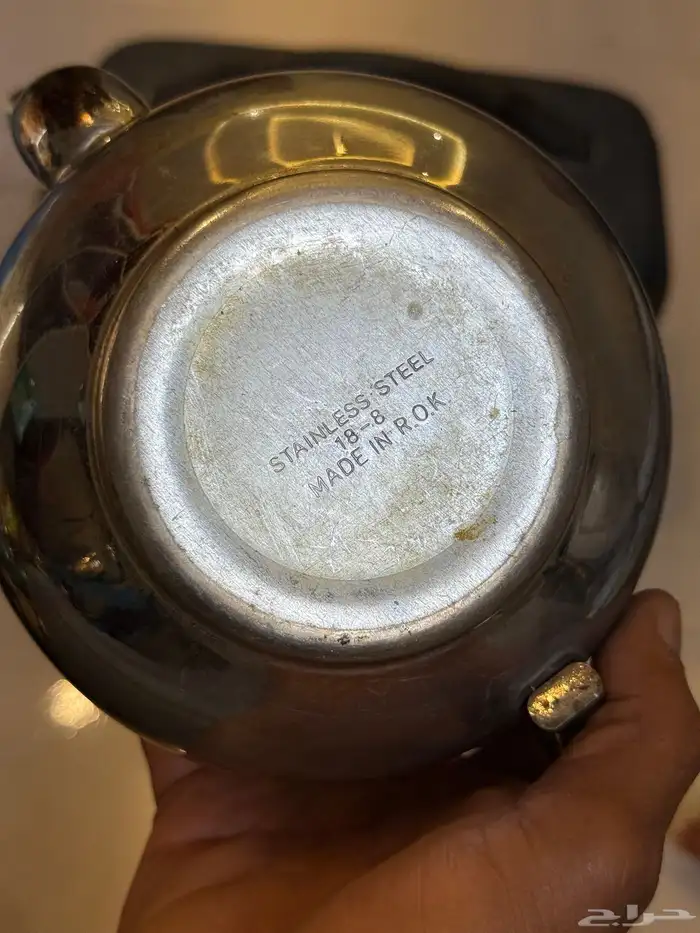 STAINLESS STEEL
18-8
MADE IN R.O.K.
حراج